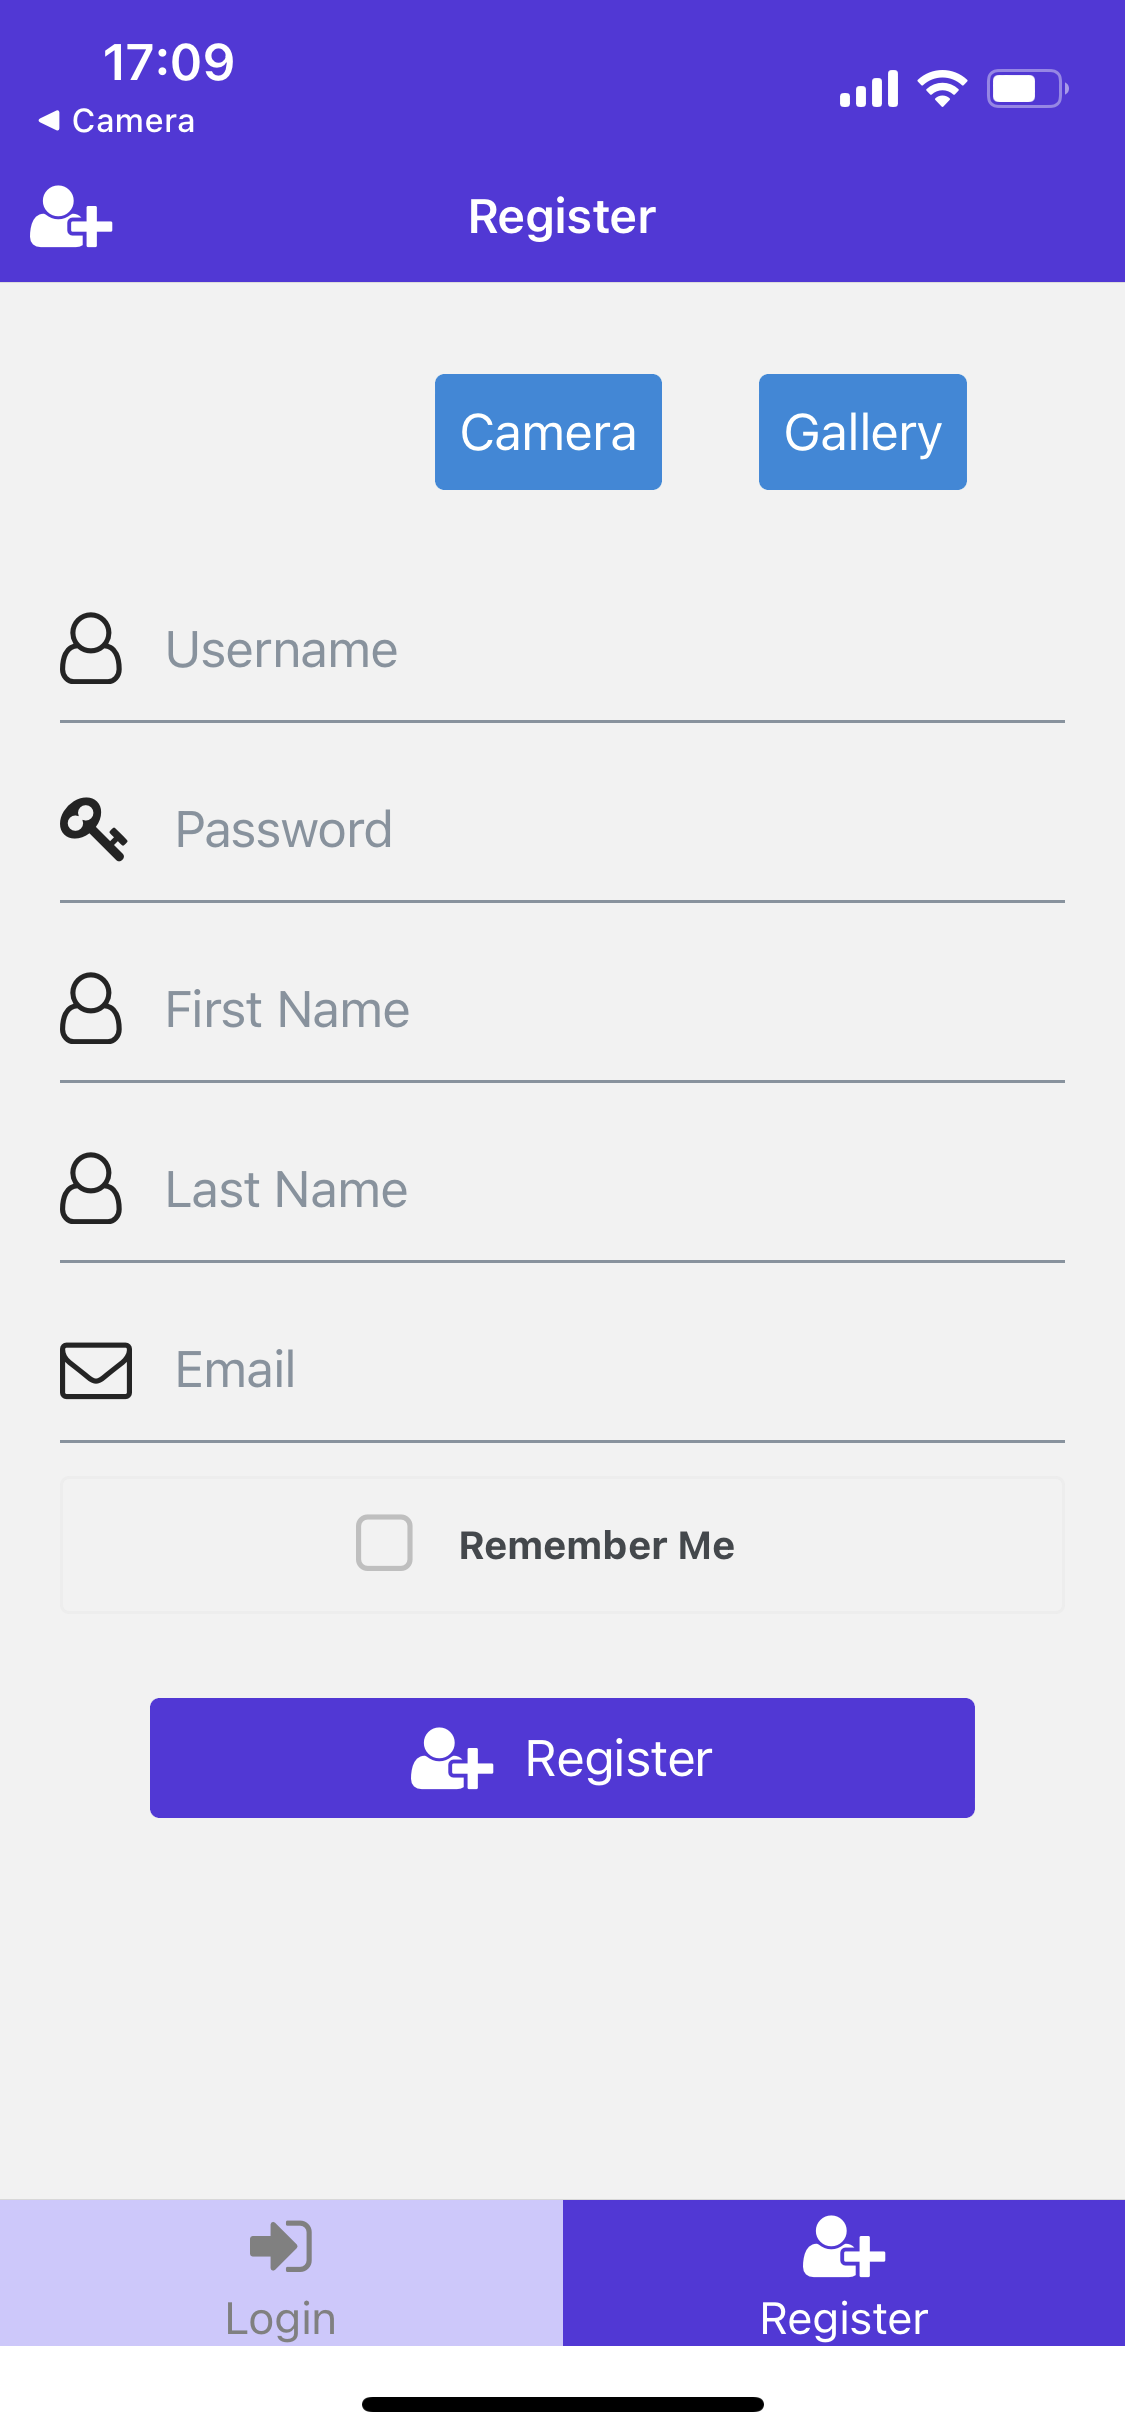 17:09
Camera
Register
Camera Gallery
Username
Password
First Name
Last Name
Email
Remember Me
Register
Login Register